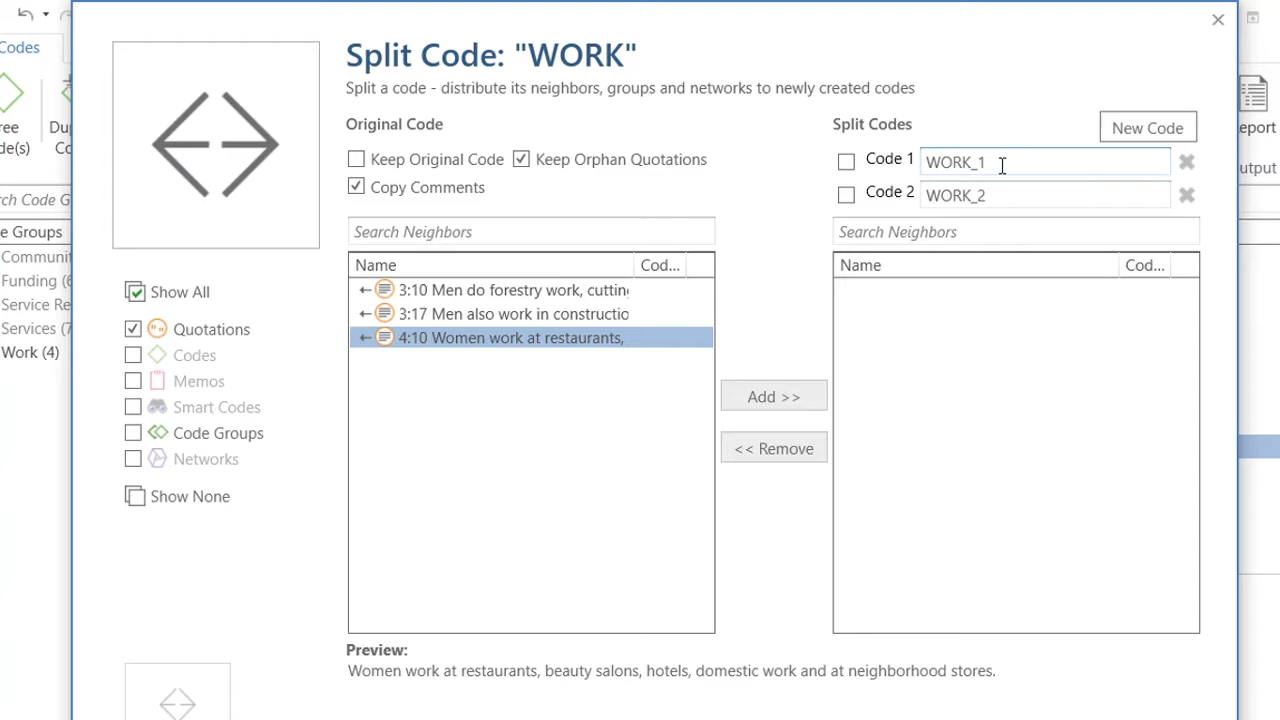 Codes
Split Code: "WORK"
Split a code - distribute its neighbors, groups and networks to newly created codes
Original Code
Split Codes
New Code
Keep Original Code
Keep Orphan Quotations
Copy Comments
Code 1 WORK_1
Code 2 WORK_2
Search Neighbors
Search Neighbors
Name Cod...
Name Cod...
3:10 Men do forestry work, cutting
3:17 Men also work in constructio
4:10 Women work at restaurants,
Add >>
<< Remove
Show All
Quotations
Codes
Memos
Smart Codes
Code Groups
Networks
Show None
Preview:
Women work at restaurants, beauty salons, hotels, domestic work and at neighborhood stores.
ree
de(s)
Dup
Co
rch Code G
e Groups
Communi
Funding (6
Service Re
Services (7
Work (4)
eport
utput